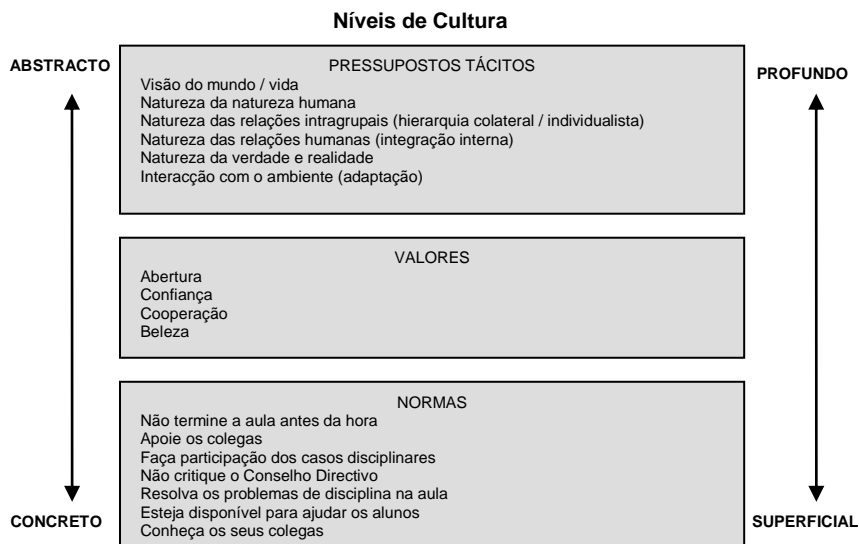 Níveis de Cultura
ABSTRACTO
PRESSUPOSTOS TÁCITOS
PROFUNDO
Visão do mundo / vida
Natureza da natureza humana
Natureza das relações intragrupais (hierarquia colateral / individualista)
Natureza das relações humanas (integração interna)
Natureza da verdade e realidade
Interacção com o ambiente (adaptação)
VALORES
Abertura
Confiança
Cooperação
Beleza
NORMAS
Não termine a aula antes da hora
Apoie os colegas
Faça participação dos casos disciplinares
Não critique o Conselho Directivo
Resolva os problemas de disciplina na aula
Esteja disponível para ajudar os alunos
Conheça os seus colegas
CONCRETO
SUPERFICIAL